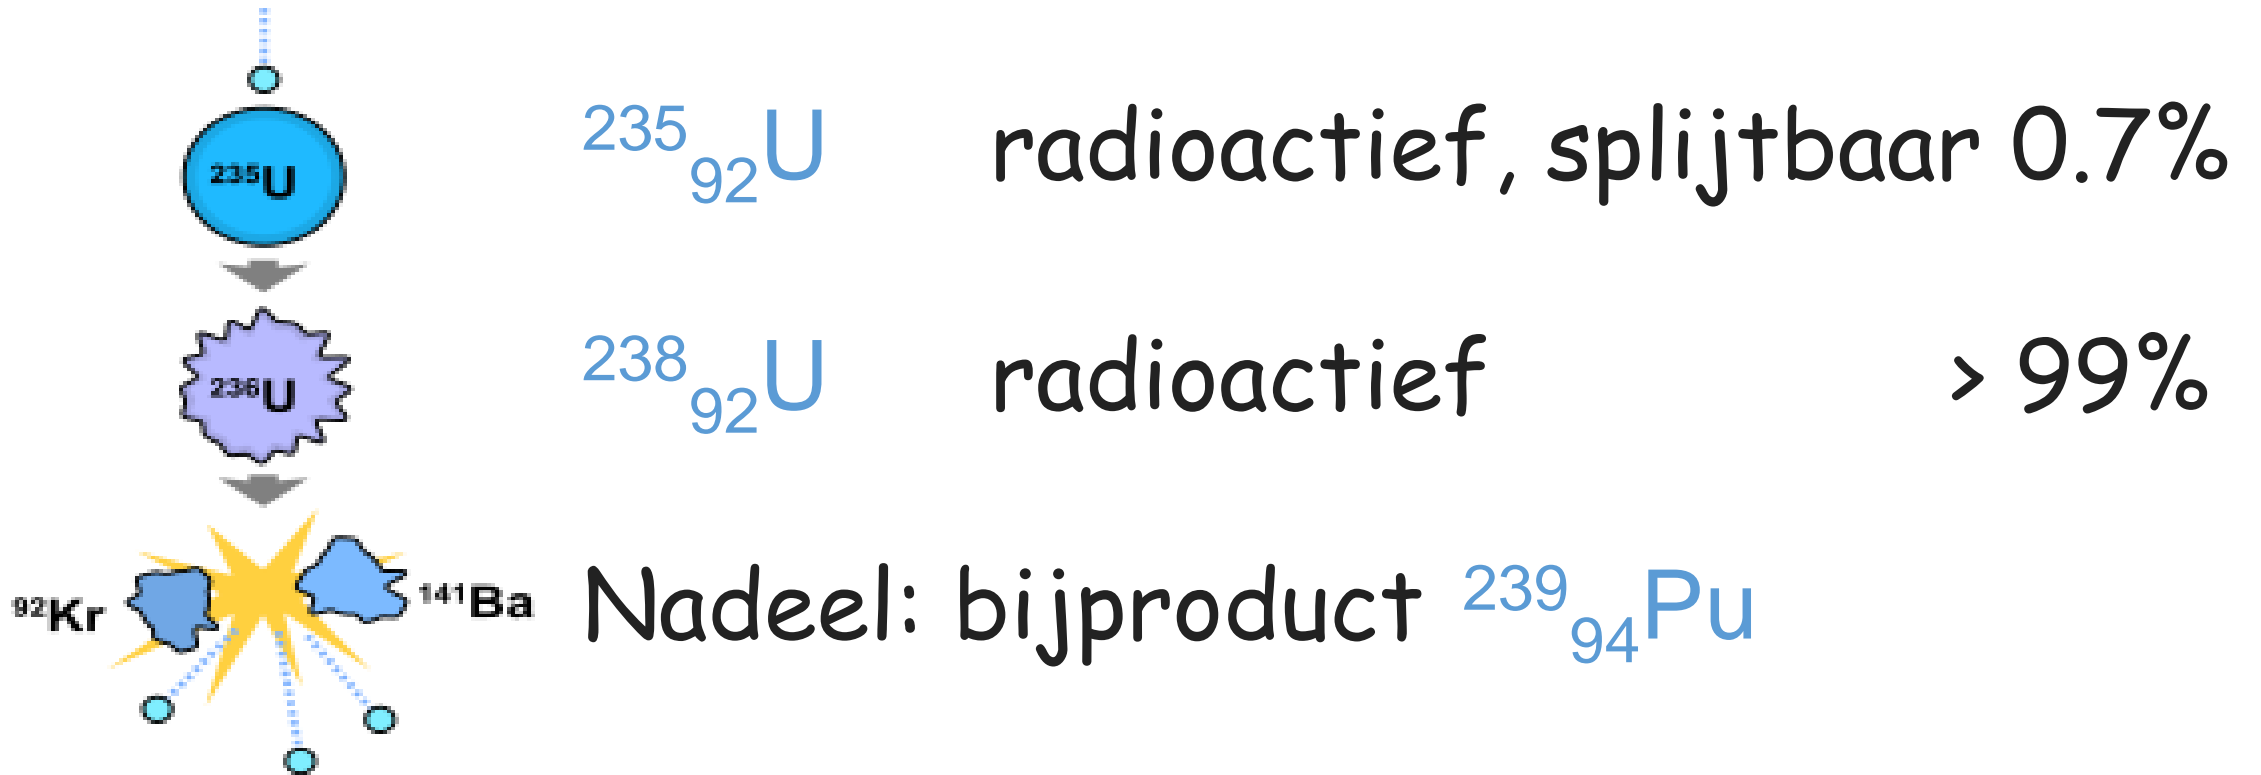 ²³⁵U
²³⁶U
⁹²Kr
¹⁴¹Ba
²³⁵₉₂U radioactief, splijtbaar 0.7%
²³⁸₉₂U radioactief > 99%
Nadeel: bijproduct ²³⁹₉₄Pu